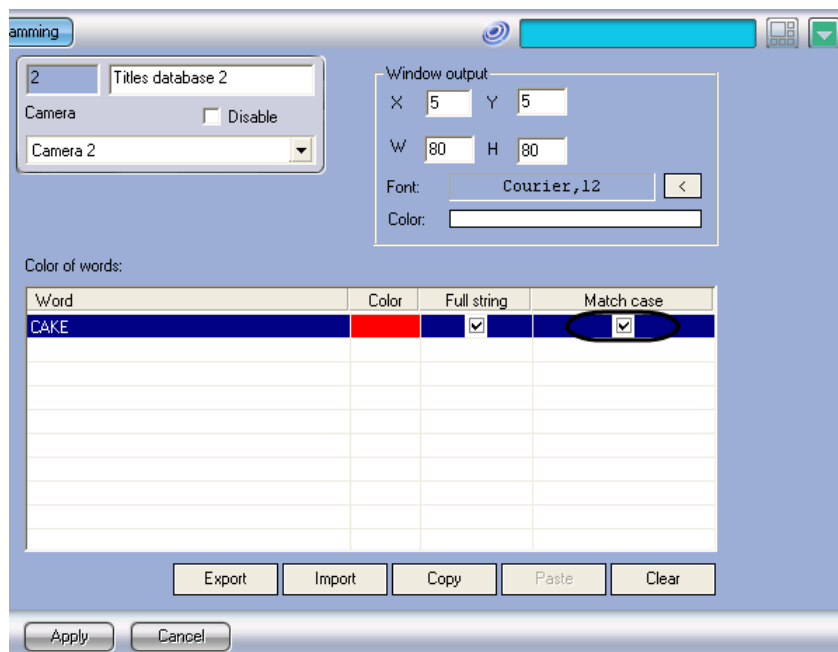 amming
2 Titles database 2
Camera Disable
Camera 2
Window output
X 5 Y 5
W 80 H 80
Font: Courier,12 <
Color:
Color of words:
Word Color Full string Match case
CAKE
Export Import Copy Paste Clear
Apply Cancel